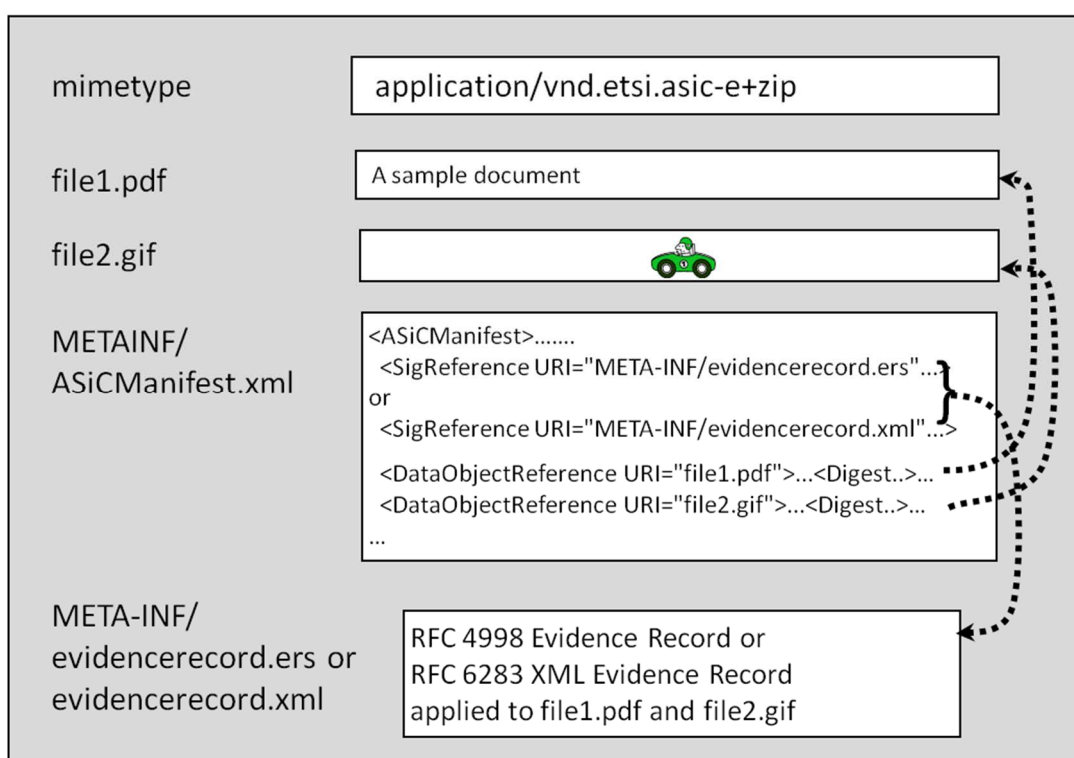 mimetype
application/vnd.etsi.asic-e+zip
file1.pdf
A sample document
file2.gif
1
METAINF/
ASiCManifest.xml
<ASiCManifest>.......
<SigReference URI="META-INF/evidencerecord.ers"...>
or
<SigReference URI="META-INF/evidencerecord.xml"...>
<DataObjectReference URI="file1.pdf">...<Digest..>...
<DataObjectReference URI="file2.gif">...<Digest..>...
...
META-INF/
evidencerecord.ers or
evidencerecord.xml
RFC 4998 Evidence Record or
RFC 6283 XML Evidence Record
applied to file1.pdf and file2.gif